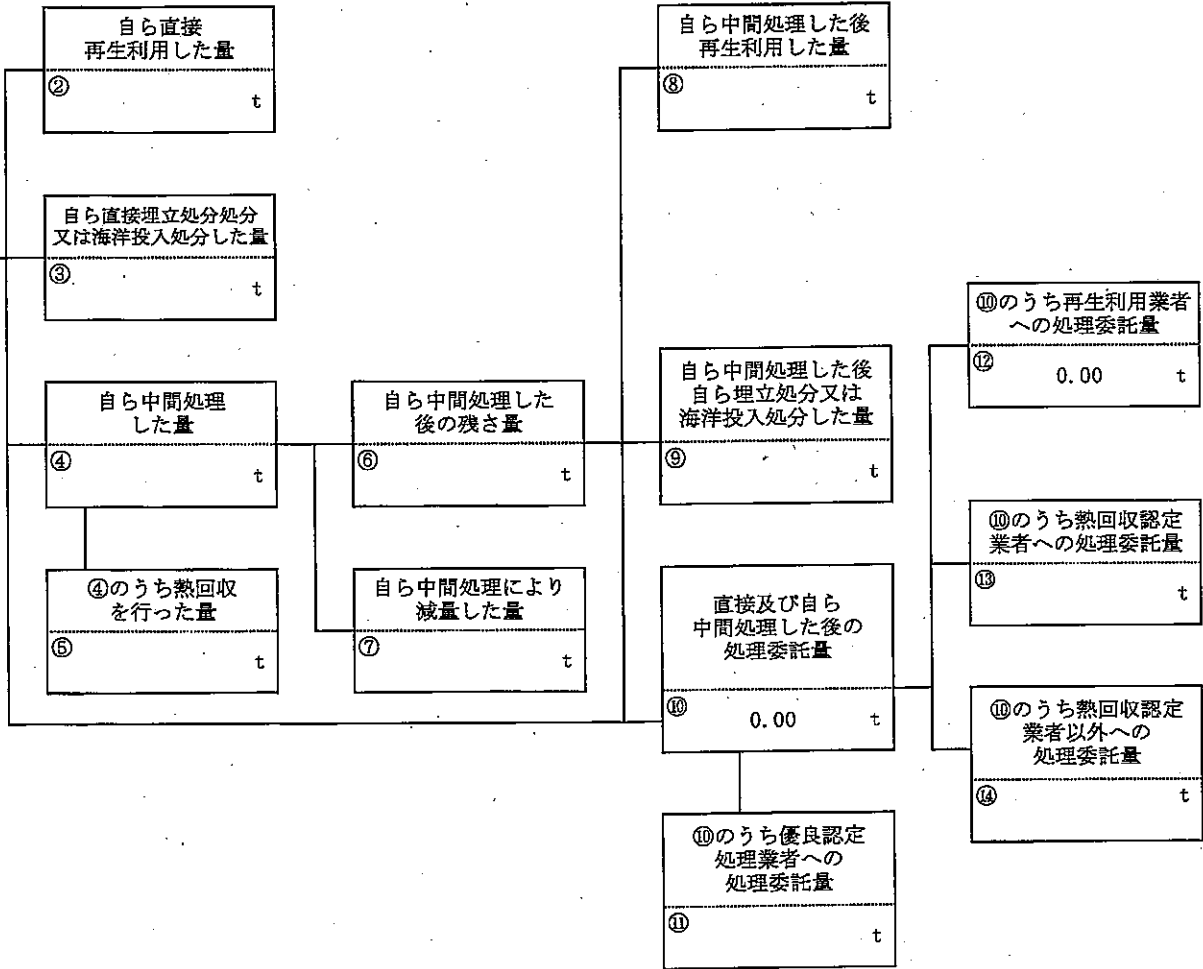 自ら直接
再生利用した量
②
t
自ら中間処理した後
再生利用した量
⑧
t
自ら直接埋立処分処分
又は海洋投入処分した量
③
t
⑩のうち再生利用業者
への処理委託量
⑫
0.00 t
自ら中間処理
した量
④
t
自ら中間処理した
後の残さ量
⑥
t
自ら中間処理した後
自ら埋立処分又は
海洋投入処分した量
⑨
t
⑩のうち熱回収認定
業者への処理委託量
⑬
t
④のうち熱回収
を行った量
⑤
t
自ら中間処理により
減量した量
⑦
t
直接及び自ら
中間処理した後の
処理委託量
⑩
0.00 t
⑩のうち熱回収認定
業者以外への
処理委託量
⑭
t
⑩のうち優良認定
処理業者への
処理委託量
⑪
t